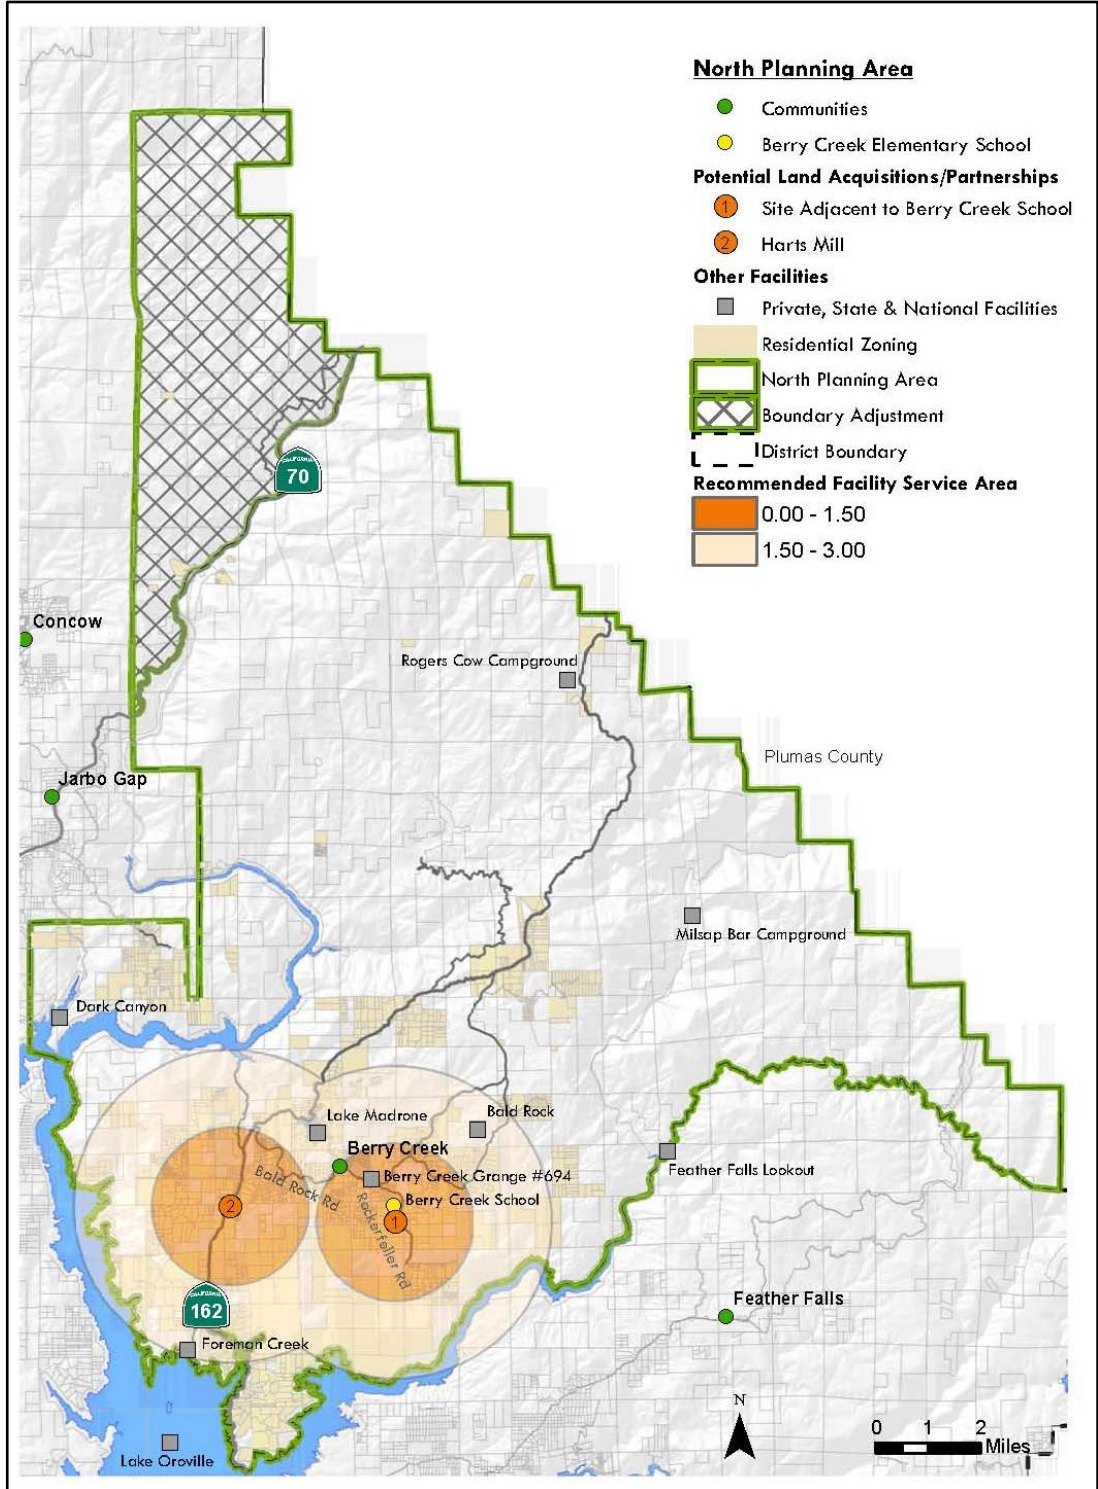 North Planning Area
Communities
Berry Creek Elementary School
Potential Land Acquisitions/Partnerships
1 Site Adjacent to Berry Creek School
2 Harts Mill
Other Facilities
Private, State & National Facilities
Residential Zoning
North Planning Area
Boundary Adjustment
District Boundary
Recommended Facility Service Area
0.00 - 1.50
1.50 - 3.00
CALIFORNIA
70
Concow
Rogers Cow Campground
Plumas County
Jarbo Gap
Milsap Bar Campground
Dark Canyon
Lake Madrone
Bald Rock
Berry Creek
Feather Falls Lookout
Berry Creek Grange #694
Bald Rock Rd
Berry Creek School
2
1
Rockerfeller Rd
CALIFORNIA
162
Feather Falls
Foreman Creek
Lake Oroville
N
0 1 2
Miles